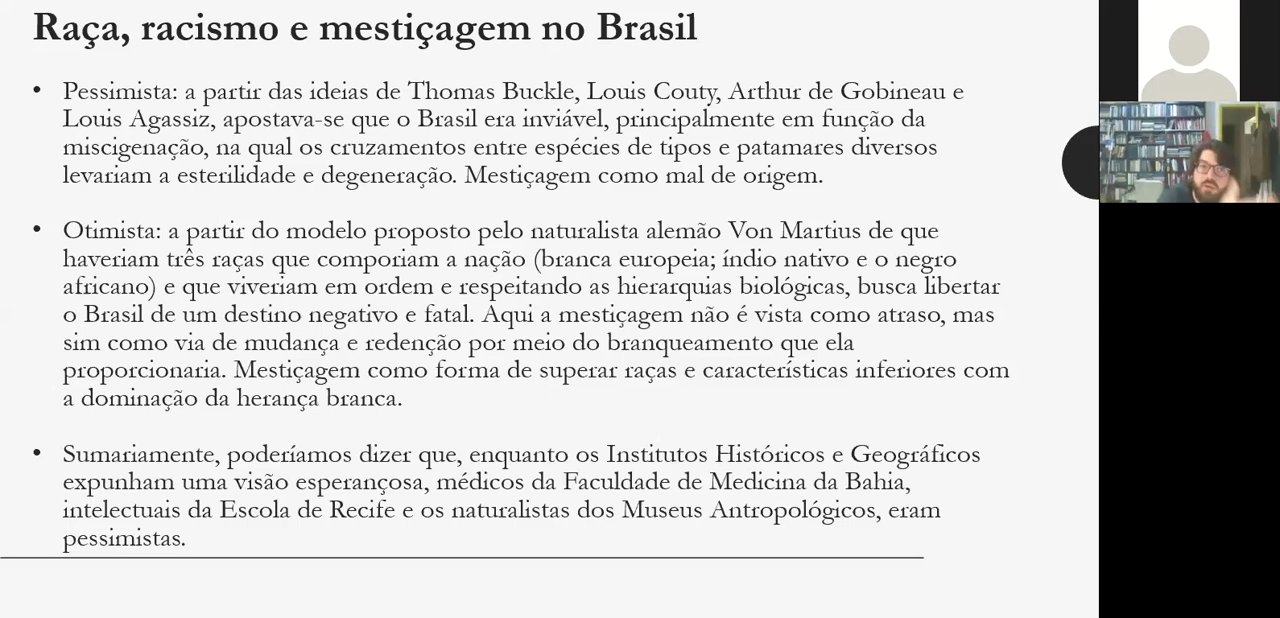 Raça, racismo e mestiçagem no Brasil
• Pessimista: a partir das ideias de Thomas Buckle, Louis Couty, Arthur de Gobineau e
Louis Agassiz, apostava-se que o Brasil era inviável, principalmente em função da
miscigenação, na qual os cruzamentos entre espécies de tipos e patamares diversos
levariam a esterilidade e degeneração. Mestiçagem como mal de origem.
• Otimista: a partir do modelo proposto pelo naturalista alemão Von Martius de que
haveriam três raças que comporiam a nação (branca europeia; índio nativo e o negro
africano) e que viveriam em ordem e respeitando as hierarquias biológicas, busca libertar
o Brasil de um destino negativo e fatal. Aqui a mestiçagem não é vista como atraso, mas
sim como via de mudança e redenção por meio do branqueamento que ela
proporcionaria. Mestiçagem como forma de superar raças e características inferiores com
a dominação da herança branca.
• Sumariamente, poderíamos dizer que, enquanto os Institutos Históricos e Geográficos
expunham uma visão esperançosa, médicos da Faculdade de Medicina da Bahia,
intelectuais da Escola de Recife e os naturalistas dos Museus Antropológicos, eram
pessimistas.